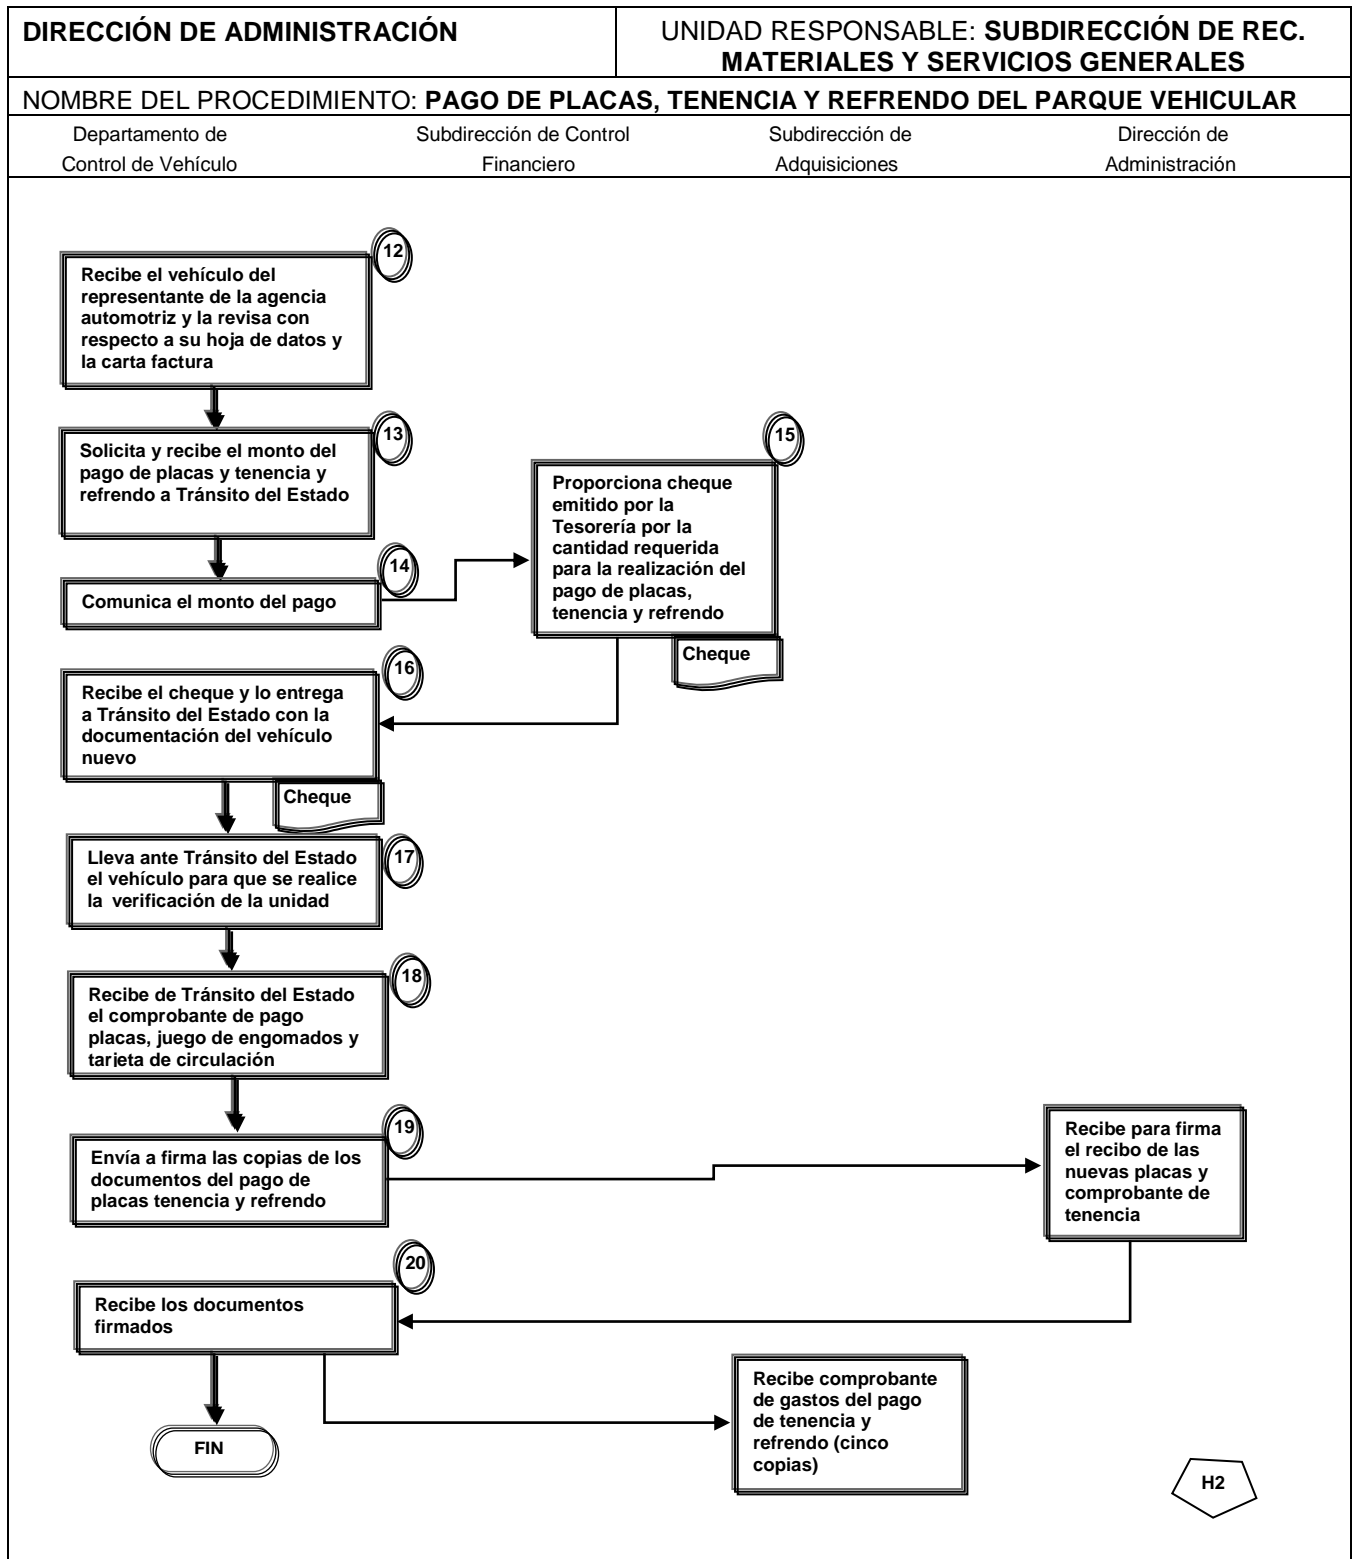 DIRECCIÓN DE ADMINISTRACIÓN
UNIDAD RESPONSABLE: SUBDIRECCIÓN DE REC.
MATERIALES Y SERVICIOS GENERALES
NOMBRE DEL PROCEDIMIENTO: PAGO DE PLACAS, TENENCIA Y REFRENDO DEL PARQUE VEHICULAR
Departamento de
Control de Vehículo
Subdirección de Control
Financiero
Subdirección de
Adquisiciones
Dirección de
Administración
12
Recibe el vehículo del
representante de la agencia
automotriz y la revisa con
respecto a su hoja de datos y
la carta factura
13
Solicita y recibe el monto del
pago de placas y tenencia y
refrendo a Tránsito del Estado
14
Comunica el monto del pago
15
Proporciona cheque
emitido por la
Tesorería por la
cantidad requerida
para la realización del
pago de placas,
tenencia y refrendo
Cheque
16
Recibe el cheque y lo entrega
a Tránsito del Estado con la
documentación del vehículo
nuevo
Cheque
17
Lleva ante Tránsito del Estado
el vehículo para que se realice
la verificación de la unidad
18
Recibe de Tránsito del Estado
el comprobante de pago
placas, juego de engomados y
tarjeta de circulación
19
Envía a firma las copias de los
documentos del pago de
placas tenencia y refrendo
Recibe para firma
el recibo de las
nuevas placas y
comprobante de
tenencia
20
Recibe los documentos
firmados
Recibe comprobante
de gastos del pago
de tenencia y
refrendo (cinco
copias)
FIN
H2